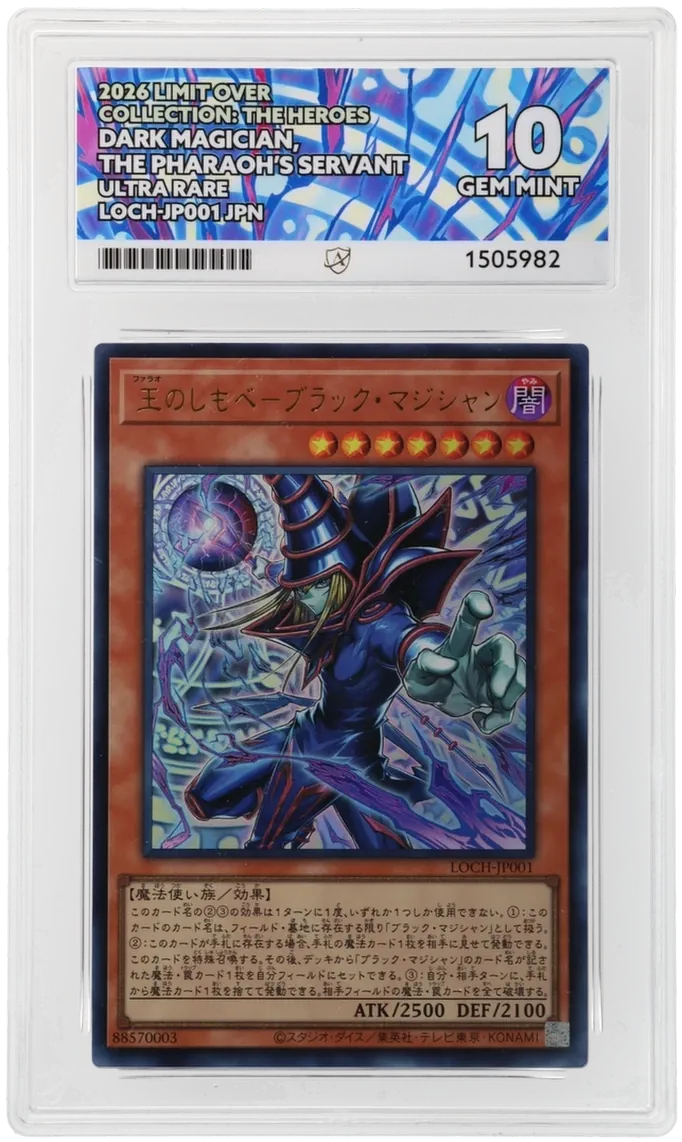 2026 LIMIT OVER
COLLECTION: THE HEROES
DARK MAGICIAN,
THE PHARAOH'S SERVANT
ULTRA RARE
LOCH-JP001 JPN
10
GEM MINT
1505982
ファラオ
王のしもべ－ブラック・マジシャン
やみ
闇
LOCH-JP001
【魔法使い族／効果】
このカード名の②③の効果は1ターンに1度、いずれか1つしか使用できない。①：この
カードのカード名は、フィールド・墓地に存在する限り「ブラック・マジシャン」として扱う。
②：このカードが手札に存在する場合、手札の魔法カード1枚を相手に見せて発動できる。
このカードを特殊召喚する。その後、デッキから「ブラック・マジシャン」のカード名が記さ
れた魔法・罠カード1枚を自分フィールドにセットできる。③：自分・相手ターンに、手札
から魔法カード1枚を捨てて発動できる。相手フィールドの魔法・罠カードを全て破壊する。
ATK/2500 DEF/2100
88570003
©スタジオ・ダイス／集英社・テレビ東京・KONAMI